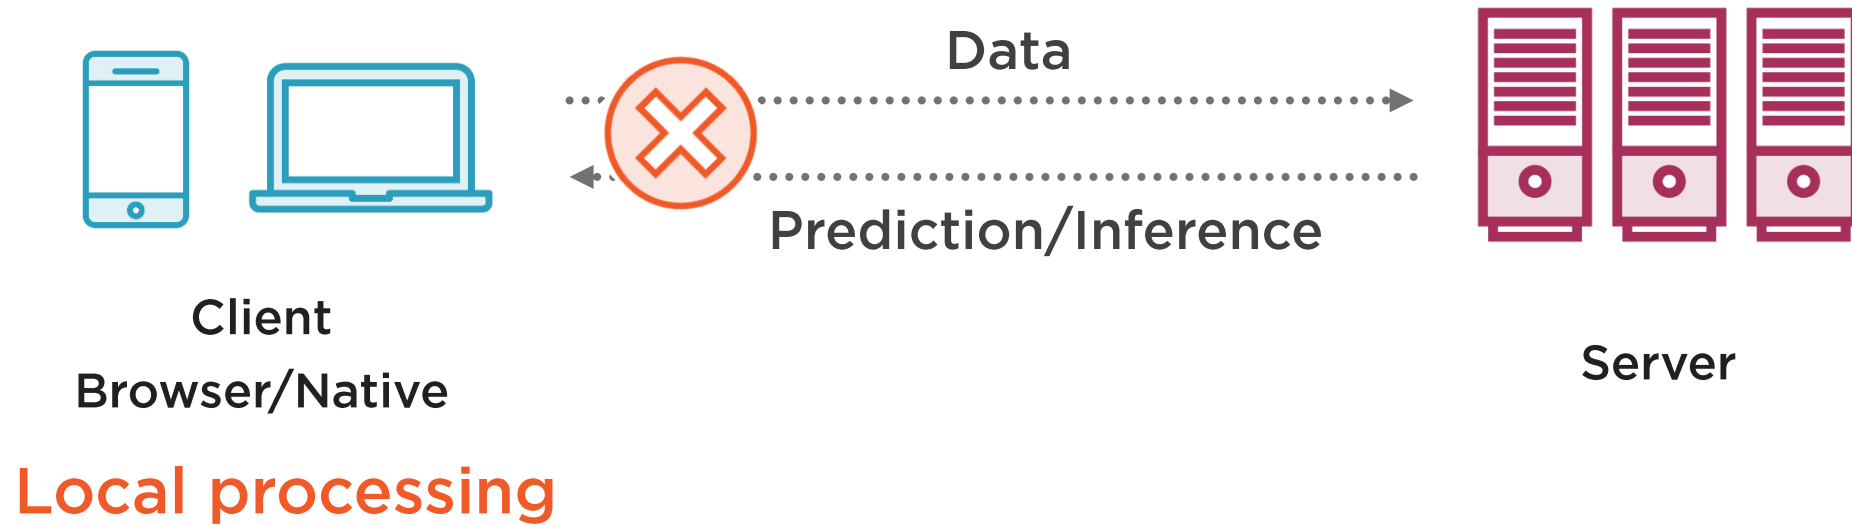 Data
Prediction/Inference
Client
Browser/Native
Server
Local processing